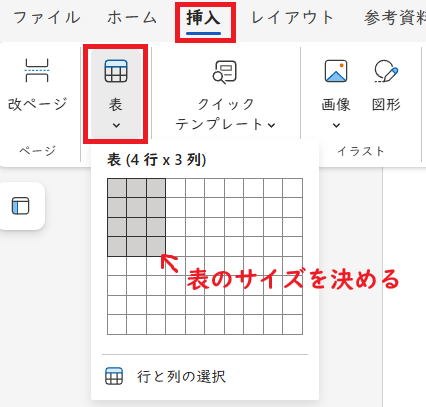 ファイル ホーム 挿入 レイアウト 参考資料
改ページ 表 クイック 画像 図形
テンプレート
ページ イラスト
表 (4 行 x 3 列)
表のサイズを決める
行と列の選択